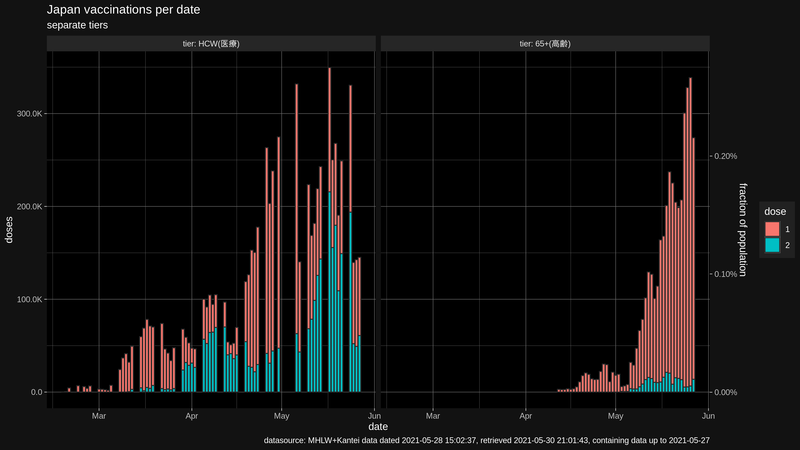 Japan vaccinations per date
separate tiers
tier: HCW(医療)
tier: 65+(高齢)
300.0K
200.0K
100.0K
0.0
doses
0.20%
0.10%
0.00%
fraction of population
Mar
Apr
May
Jun
Mar
Apr
May
Jun
date
dose
1
2
datasource: MHLW+Kantei data dated 2021-05-28 15:02:37, retrieved 2021-05-30 21:01:43, containing data up to 2021-05-27